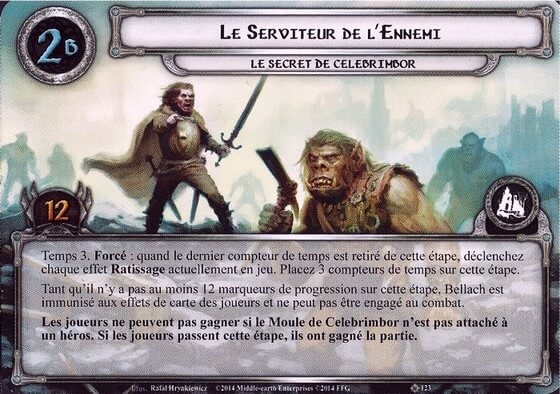 2B
Le Serviteur de l'Ennemi
Le Secret de Celebrimbor
12
Temps 3. Forcé : quand le dernier compteur de temps est retiré de cette étape, déclenchez
chaque effet Ratissage actuellement en jeu. Placez 3 compteurs de temps sur cette étape.
Tant qu'il n'y a pas au moins 12 marqueurs de progression sur cette étape, Bellach est
immunisé aux effets de carte des joueurs et ne peut pas être engagé au combat.
Les joueurs ne peuvent pas gagner si le Moule de Celebrimbor n'est pas attaché à
un héros. Si les joueurs passent cette étape, ils ont gagné la partie.
Illus. Rafał Hrynkiewicz ©2014 Middle-earth Enterprises ©2014 FFG 123